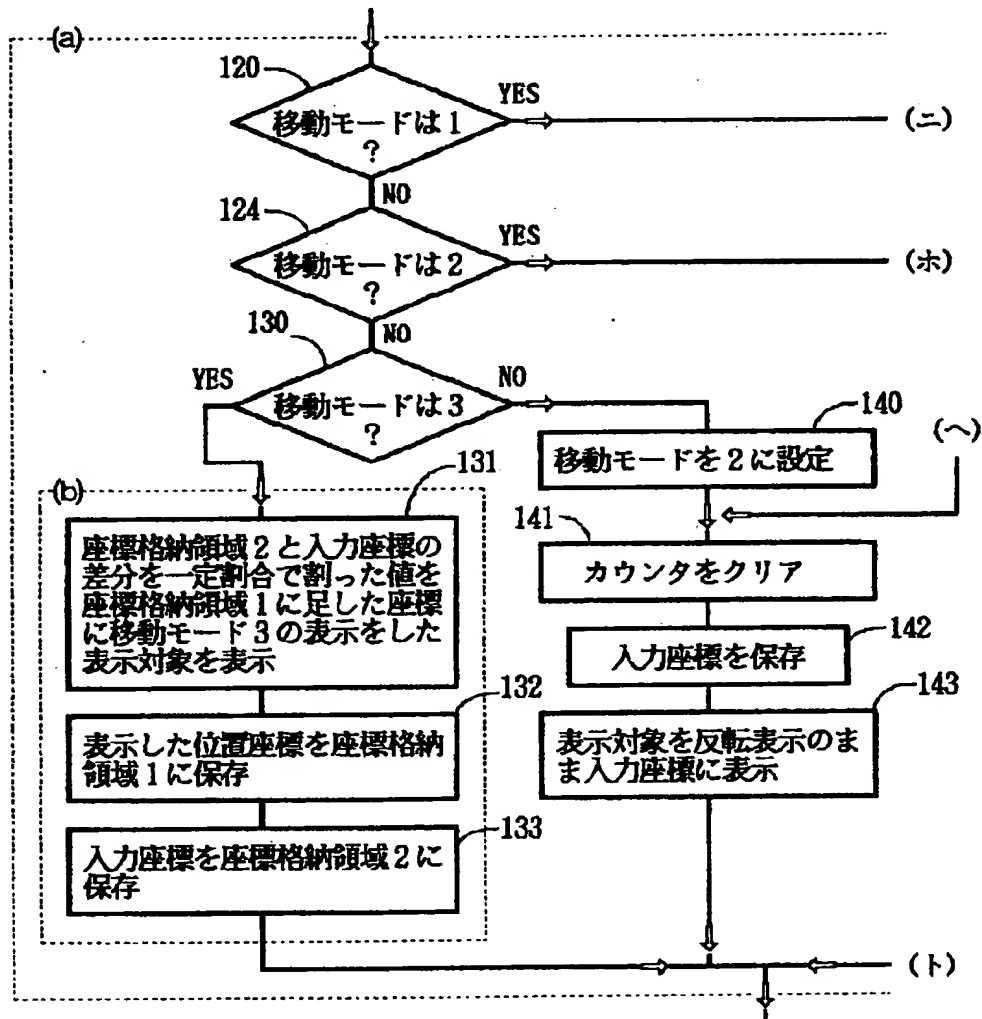 (a)
120
移動モードは1
?
YES
(ニ)
NO
124
移動モードは2
?
YES
(ホ)
NO
130
移動モードは3
?
YES
NO
140
移動モードを2に設定
(ヘ)
(b)
131
座標格納領域2と入力座標の
差分を一定割合で割った値を
座標格納領域1に足した座標
に移動モード3の表示をした
表示対象を表示
141
カウンタをクリア
142
入力座標を保存
132
表示した位置座標を座標格納
領域1に保存
143
表示対象を反転表示のま
ま入力座標に表示
133
入力座標を座標格納領域2に
保存
(ト)